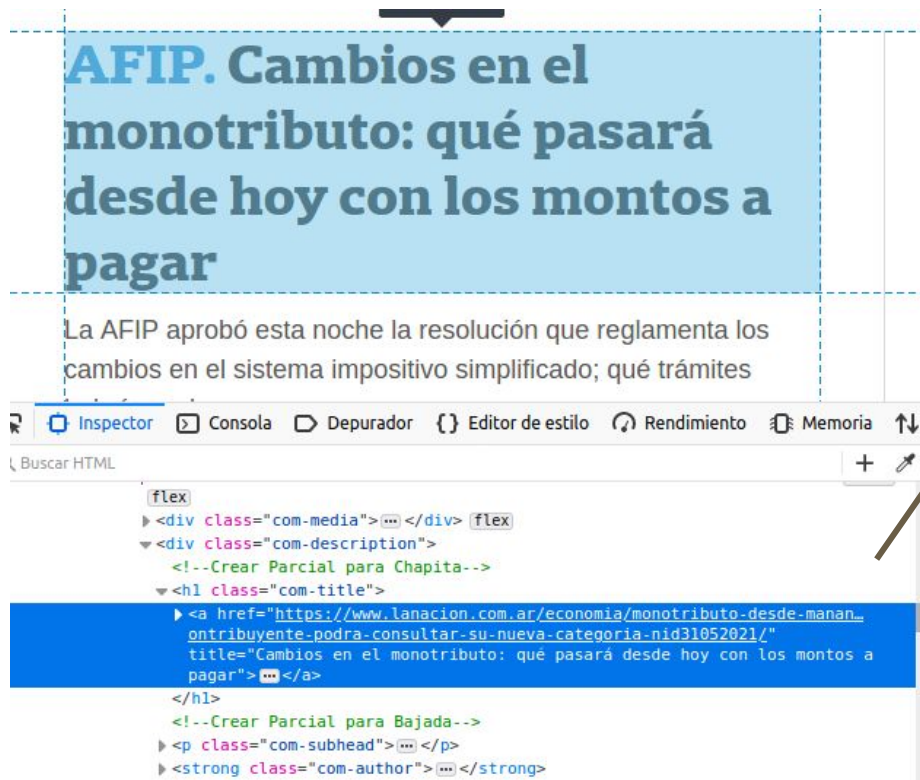 AFIP. Cambios en el
monotributo: qué pasará
desde hoy con los montos a
pagar
La AFIP aprobó esta noche la resolución que reglamenta los
cambios en el sistema impositivo simplificado; qué trámites
Inspector Consola Depurador {} Editor de estilo Rendimiento Memoria
Buscar HTML
flex
<div class="com-media">…</div> flex
<div class="com-description">
<!--Crear Parcial para Chapita-->
<h1 class="com-title">
<a href="https://www.lanacion.com.ar/economia/monotributo-desde-manan…
ontribuyente-podra-consultar-su-nueva-categoria-nid31052021/"
title="Cambios en el monotributo: qué pasará desde hoy con los montos a
pagar">…</a>
</h1>
<!--Crear Parcial para Bajada-->
<p class="com-subhead">…</p>
<strong class="com-author">…</strong>